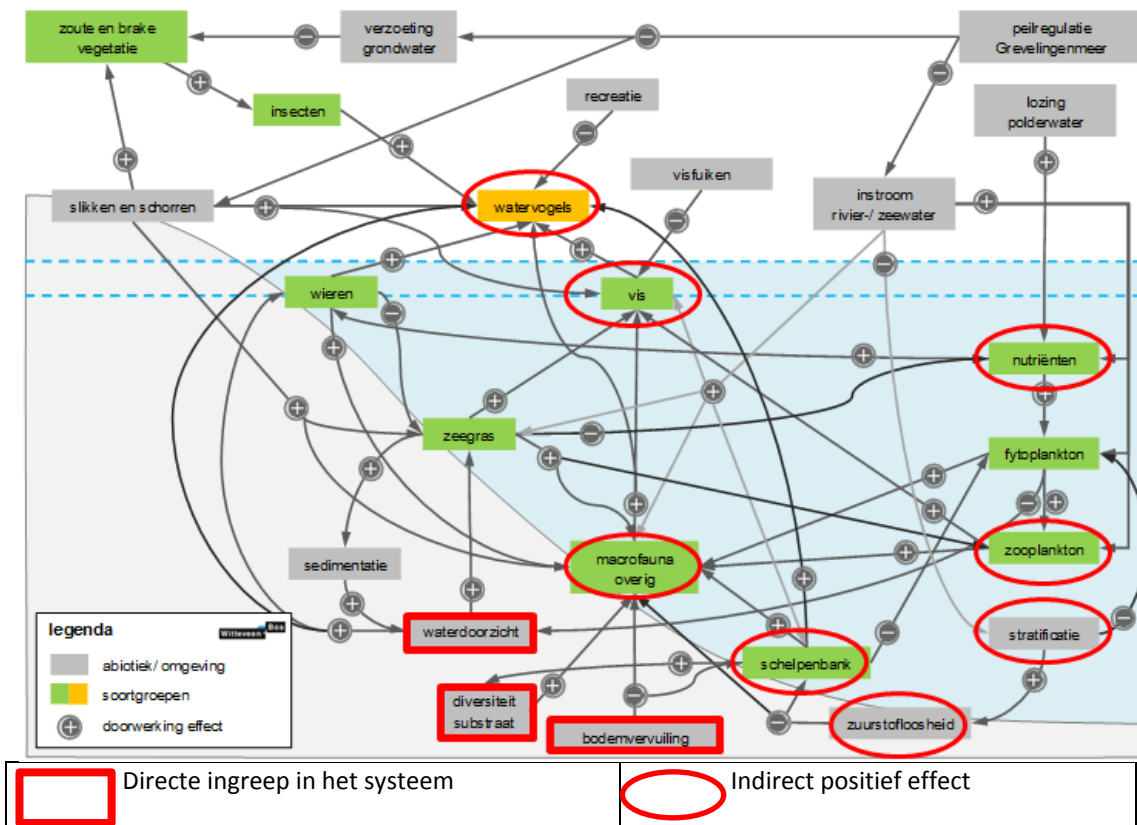 zoute en brake
vegetatie
verzoeting
grondwater
peilregulatie
Grevelingenmeer
insecten
recreatie
lozing
polderwater
slikken en schorren
watervogels
visfuiken
instroom
rivier-/ zeewater
wieren
vis
nutriënten
zeegras
fytoplankton
sedimentatie
macrofauna
overig
zooplankton
waterdoorzicht
schelpenbank
stratificatie
diversiteit
substraat
bodemvervuiling
zuurstofloosheid
legenda
Witteveen Bos
abiotiek/ omgeving
soortgroepen
doorwerking effect
Directe ingreep in het systeem
Indirect positief effect